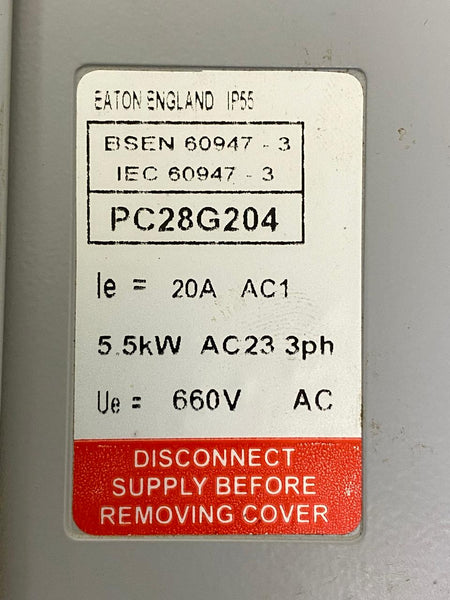 EATON ENGLAND IP55
BSEN 60947 - 3
IEC 60947 - 3
PC28G204
Ie = 20A AC1
5.5kW AC23 3ph
Ue = 660V AC
DISCONNECT
SUPPLY BEFORE
REMOVING COVER